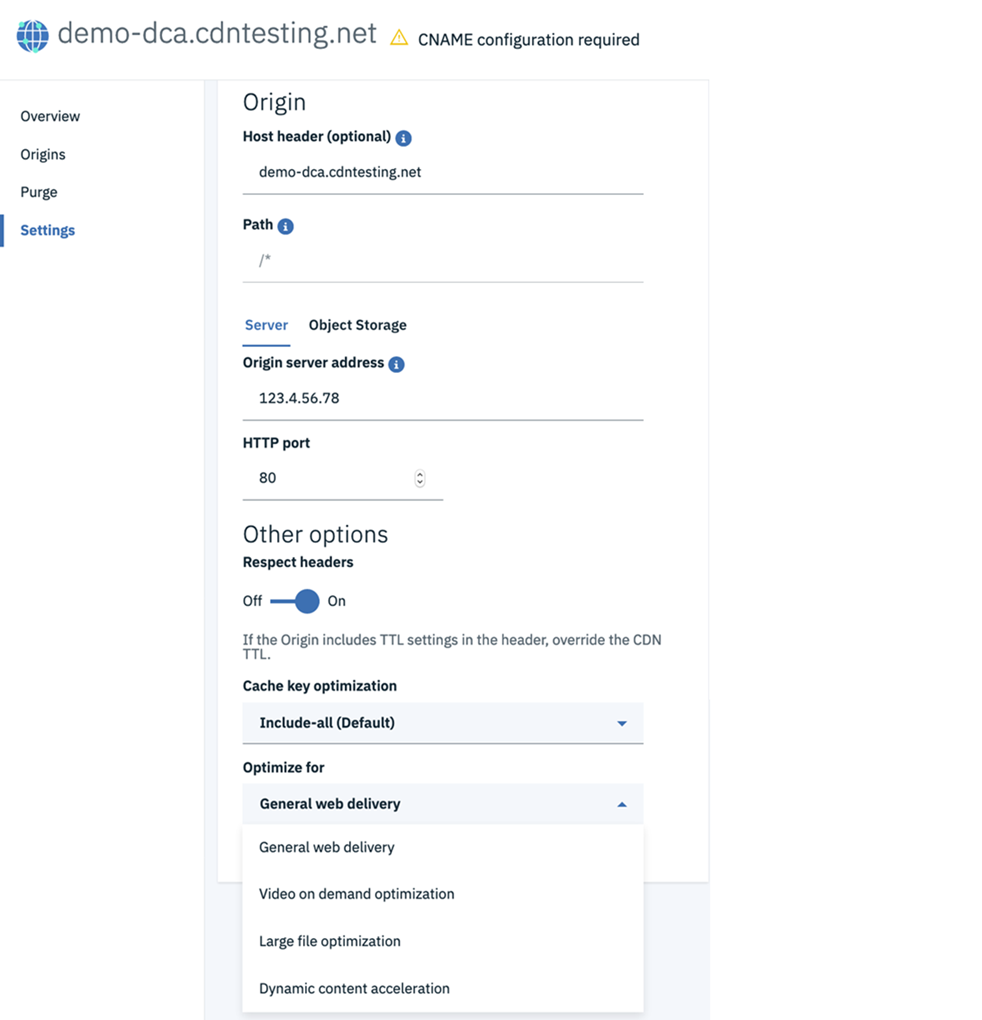 demo-dca.cdntesting.net
CNAME configuration required
Overview
Origins
Purge
Settings
Origin
Host header (optional)
demo-dca.cdntesting.net
Path
/*
Server
Object Storage
Origin server address
123.4.56.78
HTTP port
80
Other options
Respect headers
Off On
If the Origin includes TTL settings in the header, override the CDN
TTL.
Cache key optimization
Include-all (Default)
Optimize for
General web delivery
General web delivery
Video on demand optimization
Large file optimization
Dynamic content acceleration